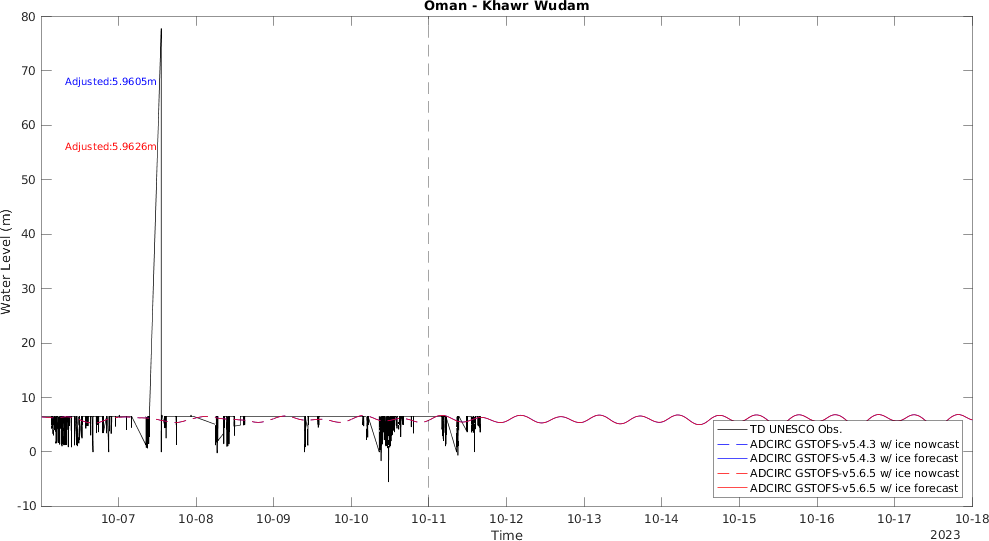 Oman - Khawr Wudam
80
70
60
50
40
30
20
10
0
-10
Water Level (m)
Adjusted:5.9605m
Adjusted:5.9626m
TD UNESCO Obs.
ADCIRC GSTOFS-v5.4.3 w/ ice nowcast
ADCIRC GSTOFS-v5.4.3 w/ ice forecast
ADCIRC GSTOFS-v5.6.5 w/ ice nowcast
ADCIRC GSTOFS-v5.6.5 w/ ice forecast
10-07 10-08 10-09 10-10 10-11 10-12 10-13 10-14 10-15 10-16 10-17 10-18
Time
2023